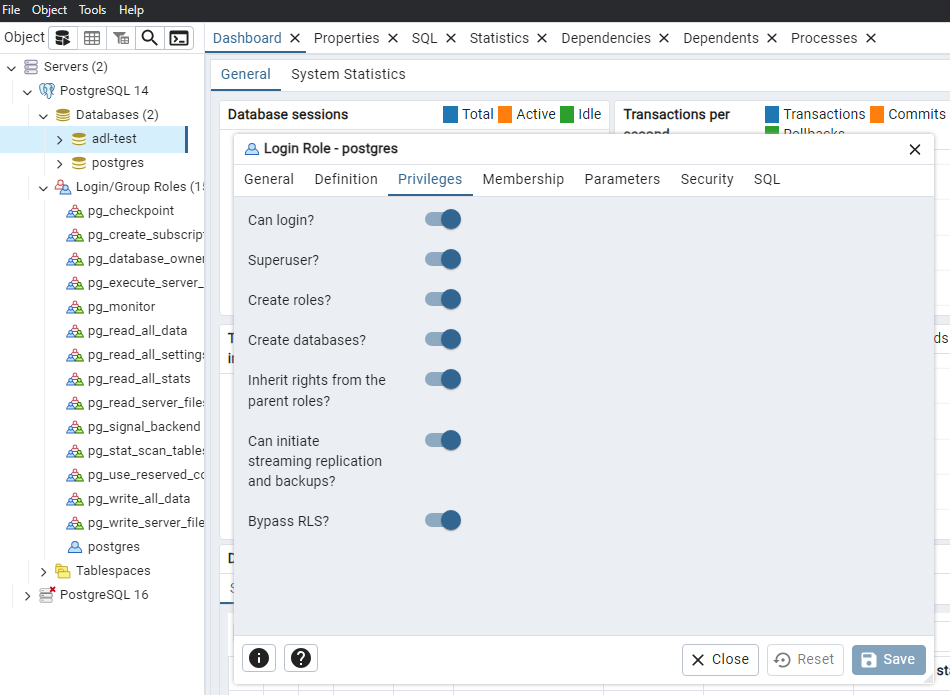 File Object Tools Help
Object
Dashboard Properties SQL Statistics Dependencies Dependents Processes
General System Statistics
Servers (2)
PostgreSQL 14
Databases (2)
adl-test
postgres
Login/Group Roles (15
pg_checkpoint
pg_create_subscript
pg_database_owner
pg_execute_server_
pg_monitor
pg_read_all_data
pg_read_all_settings
pg_read_all_stats
pg_read_server_files
pg_signal_backend
pg_stat_scan_tables
pg_use_reserved_co
pg_write_all_data
pg_write_server_file
postgres
Tablespaces
PostgreSQL 16
Database sessions Total Active Idle
Transactions per Transactions Commits
second Rollbacks
Login Role - postgres
General Definition Privileges Membership Parameters Security SQL
Can login?
Superuser?
Create roles?
Create databases?
Inherit rights from the
parent roles?
Can initiate
streaming replication
and backups?
Bypass RLS?
Close Reset Save